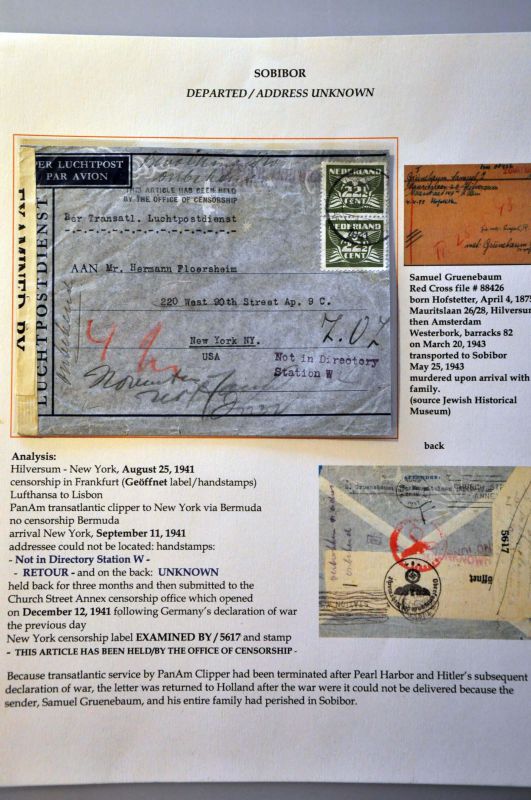 SOBIBOR
DEPARTED / ADDRESS UNKNOWN
PER LUCHTPOST
PAR AVION
THIS ARTICLE HAS BEEN HELD
BY THE OFFICE OF CENSORSHIP
NEDERLAND
22½
CENT
NEDERLAND
22½
CENT
Per Transatl. Luchtpostdienst
EXAMINED BY
LUCHTPOSTDIENST
AAN Mr. Hermann Floersheim
220 West 90th Street Ap. 9 C.
New York NY.
USA
Not in Directory
Station W
Samuel Gruenebaum
Red Cross file # 88426
born Hofstetter, April 4, 1875
Mauritslaan 26/28, Hilversum
then Amsterdam
Westerbork, barracks 82
on March 20, 1943
transported to Sobibor
May 25, 1943
murdered upon arrival with
family.
(source Jewish Historical
Museum)
back
Analysis:
Hilversum - New York, August 25, 1941
censorship in Frankfurt (Geöffnet label/handstamps)
Lufthansa to Lisbon
PanAm transatlantic clipper to New York via Bermuda
no censorship Bermuda
arrival New York, September 11, 1941
addressee could not be located: handstamps:
- Not in Directory Station W -
- RETOUR - and on the back: UNKNOWN
held back for three months and then submitted to the
Church Street Annex censorship office which opened
on December 12, 1941 following Germany's declaration of war
the previous day
New York censorship label EXAMINED BY / 5617 and stamp
- THIS ARTICLE HAS BEEN HELD/BY THE OFFICE OF CENSORSHIP -
5617
Because transatlantic service by PanAm Clipper had been terminated after Pearl Harbor and Hitler's subsequent
declaration of war, the letter was returned to Holland after the war were it could not be delivered because the
sender, Samuel Gruenebaum, and his entire family had perished in Sobibor.